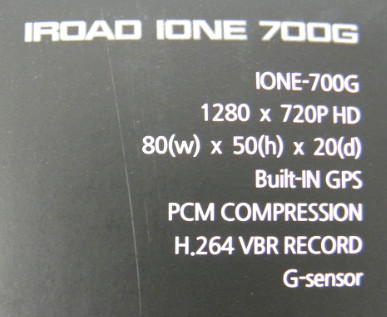 IROAD IONE 700G
IONE-700G
1280 x 720P HD
80(w) x 50(h) x 20(d)
Built-IN GPS
PCM COMPRESSION
H.264 VBR RECORD
G-sensor